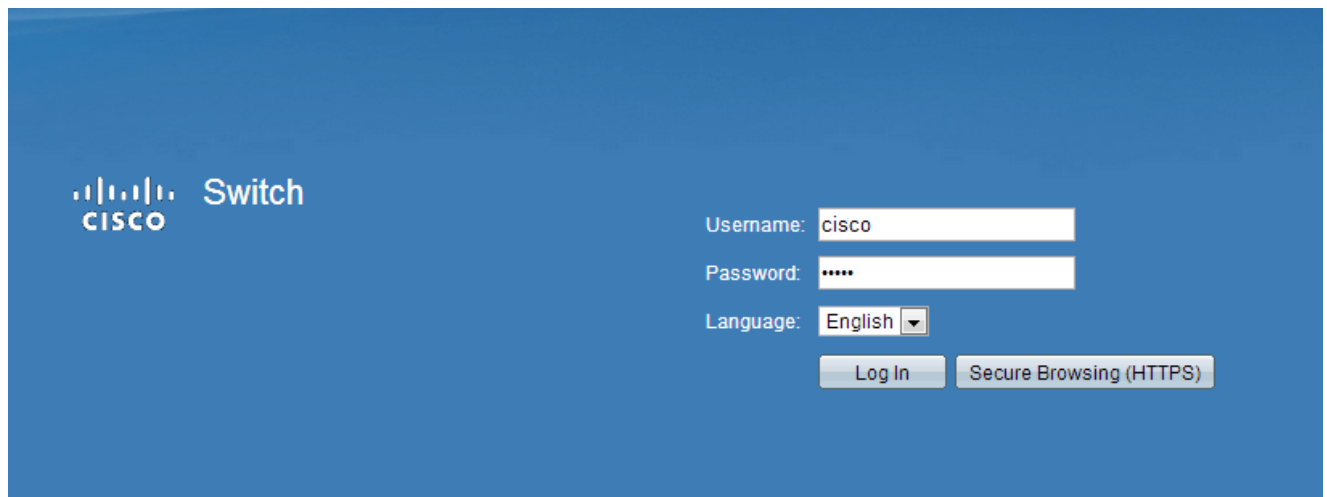 CISCO
Switch
Username: cisco
Password: •••••
Language: English
Log In
Secure Browsing (HTTPS)